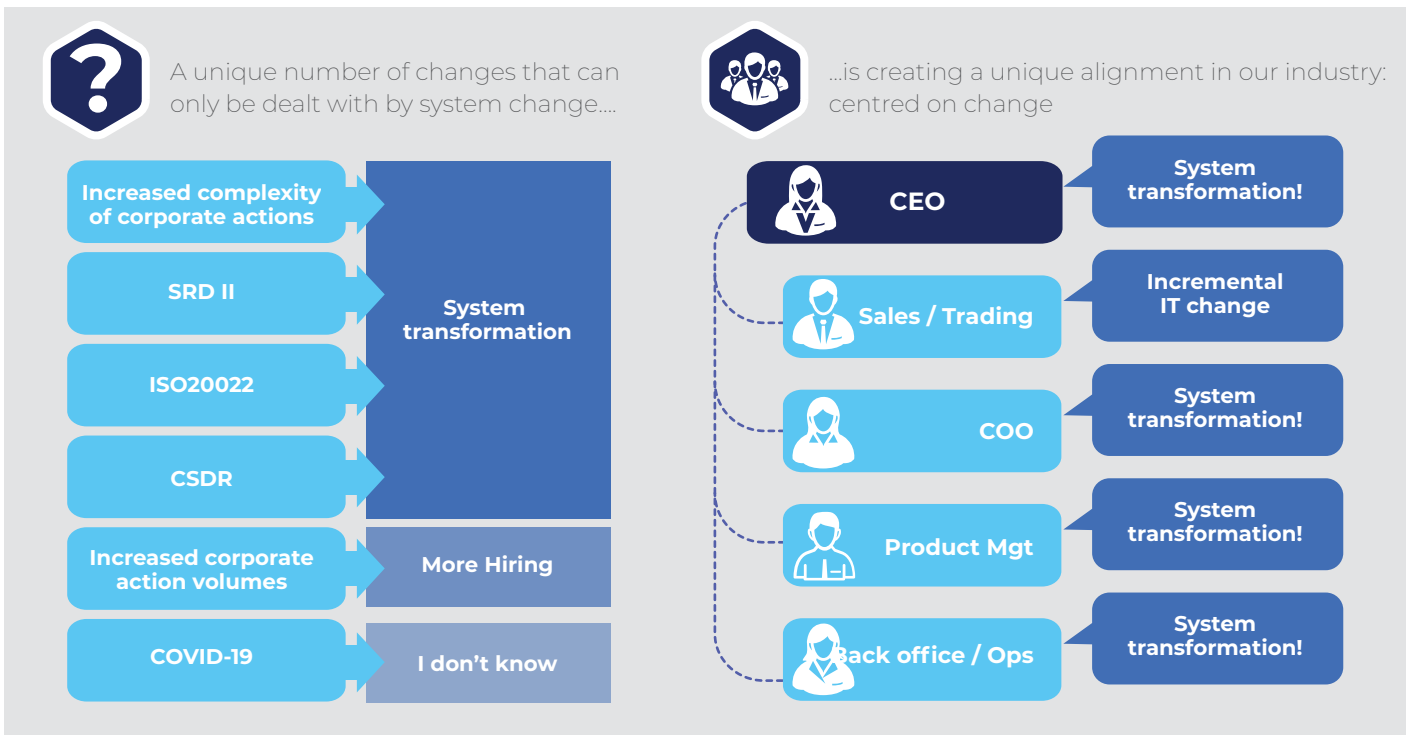 ?
A unique number of changes that can
only be dealt with by system change....
Increased complexity
of corporate actions
SRD II
ISO20022
CSDR
Increased corporate
action volumes
COVID-19
System
transformation
More Hiring
I don’t know
...is creating a unique alignment in our industry:
centred on change
CEO
System
transformation!
Sales / Trading
Incremental
IT change
COO
System
transformation!
Product Mgt
System
transformation!
Back office / Ops
System
transformation!